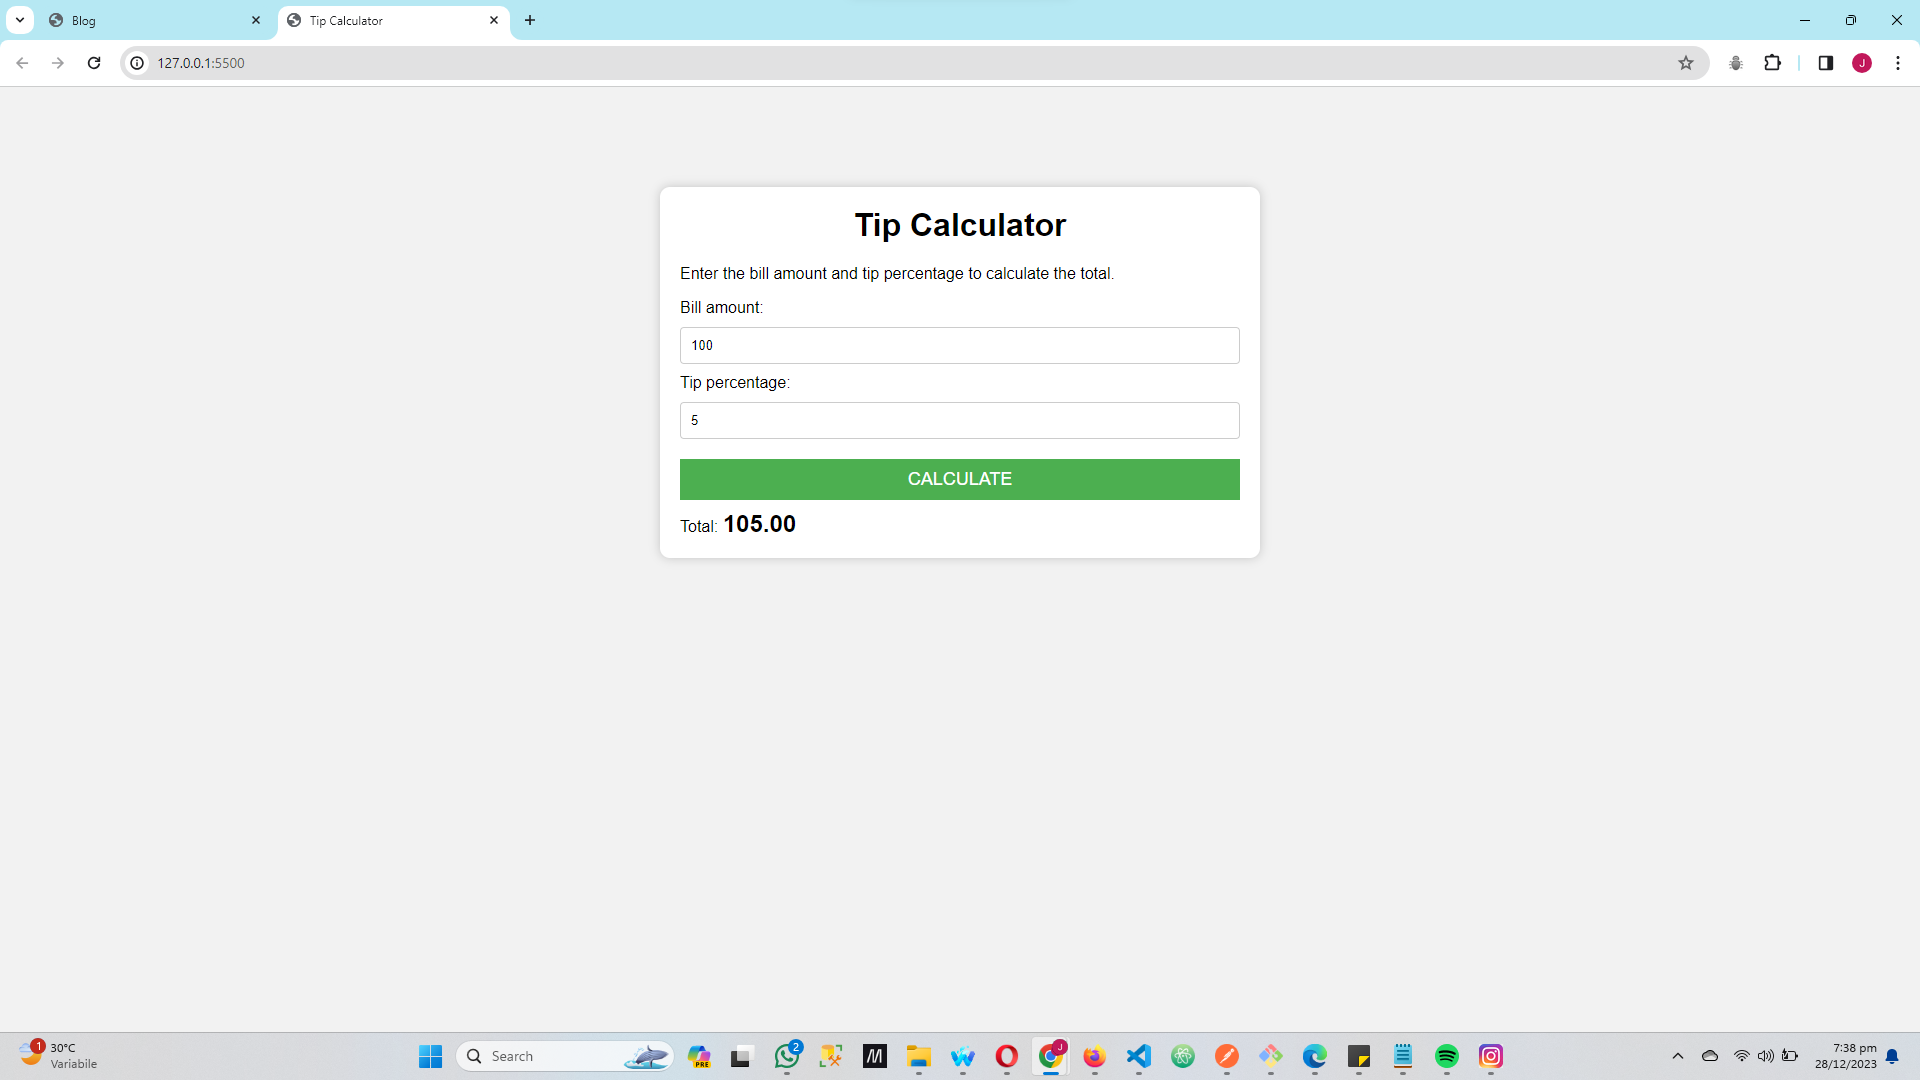 Blog
Tip Calculator
127.0.0.1:5500
J
Tip Calculator
Enter the bill amount and tip percentage to calculate the total.
Bill amount:
100
Tip percentage:
5
CALCULATE
Total: 105.00
1
30°C
Variabile
Search
PRE
2
J
7:38 pm
28/12/2023